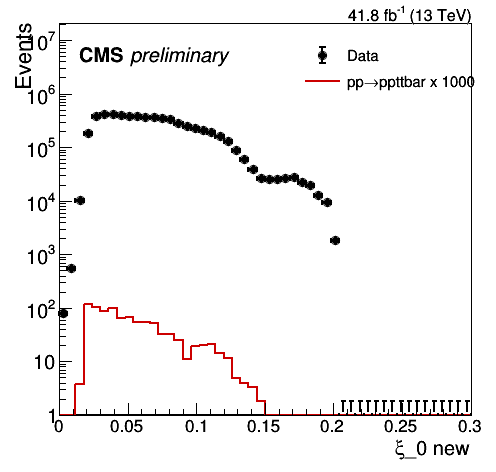 41.8 fb⁻¹ (13 TeV)
Events
CMS preliminary
Data
pp→ppttbar x 1000
10⁷
10⁶
10⁵
10⁴
10³
10²
10
1
0 0.05 0.1 0.15 0.2 0.25 0.3
ξ_0 new